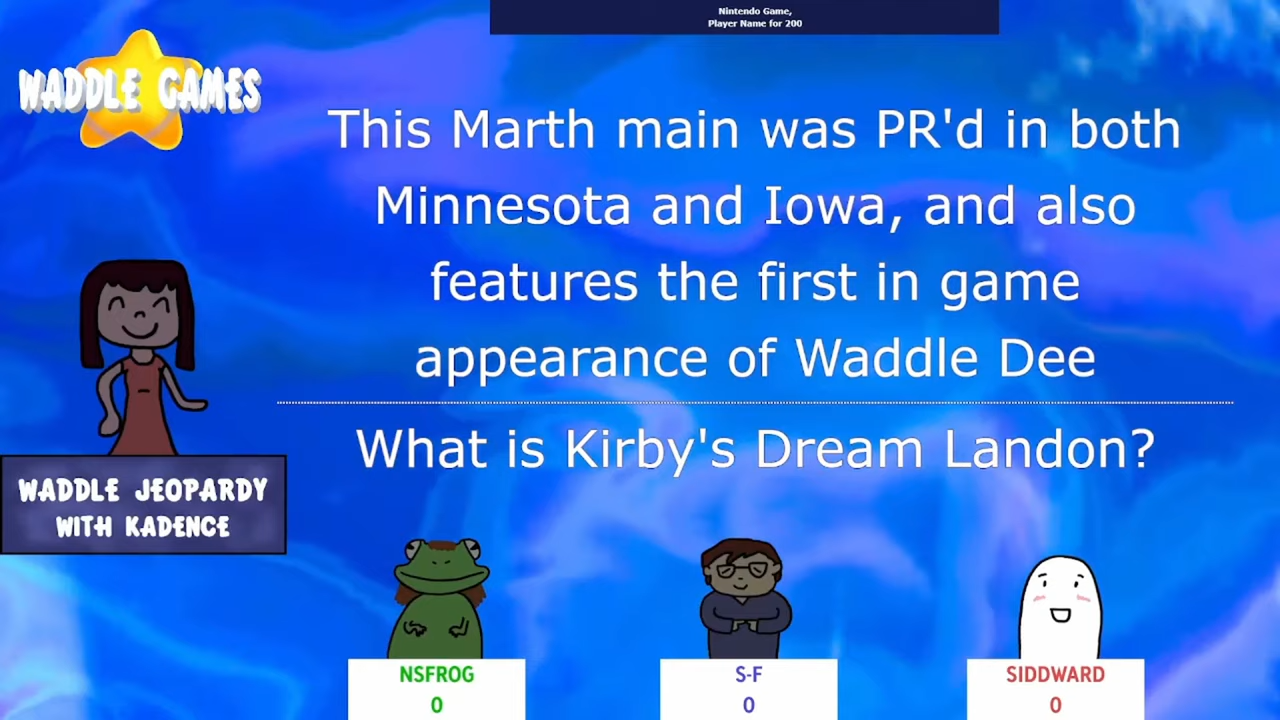 Nintendo Game,
Player Name for 200
WADDLE GAMES
This Marth main was PR'd in both
Minnesota and Iowa, and also
features the first in game
appearance of Waddle Dee
What is Kirby's Dream Landon?
WADDLE JEOPARDY
WITH KADENCE
NSFROG
0
S-F
0
SIDDWARD
0